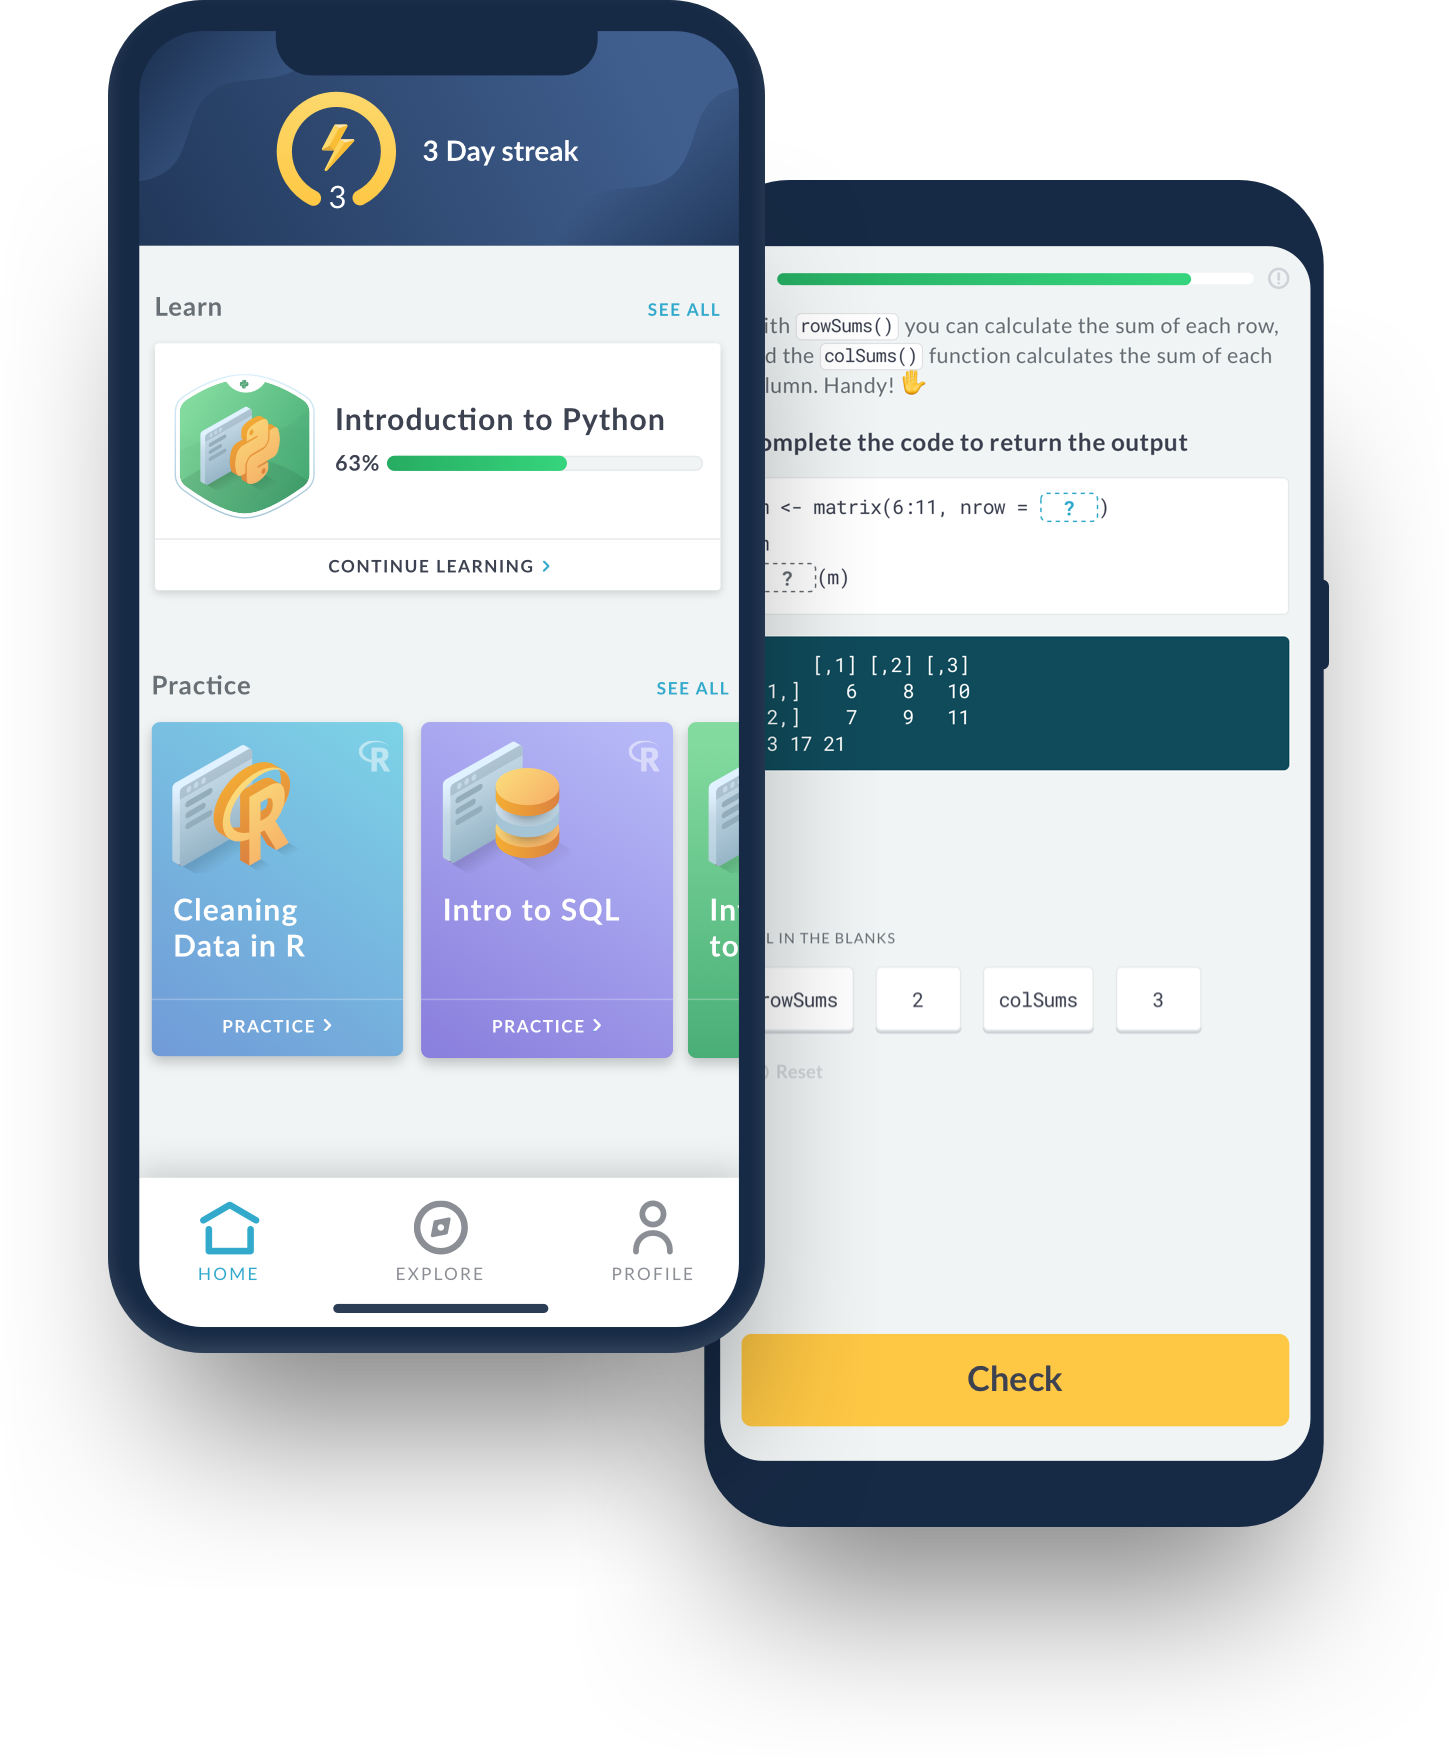 3 Day streak
3
Learn
SEE ALL
Introduction to Python
63%
CONTINUE LEARNING >
Practice
SEE ALL
R
R
Cleaning
Data in R
PRACTICE >
Intro to SQL
PRACTICE >
to
HOME
EXPLORE
PROFILE
ith rowSums() you can calculate the sum of each row,
d the colSums() function calculates the sum of each
lumn. Handy! ✋
omplete the code to return the output
m <- matrix(6:11, nrow = ? )
m
? (m)
[,1] [,2] [,3]
1,] 6 8 10
2,] 7 9 11
3 17 21
L IN THE BLANKS
rowSums
2
colSums
3
Reset
Check